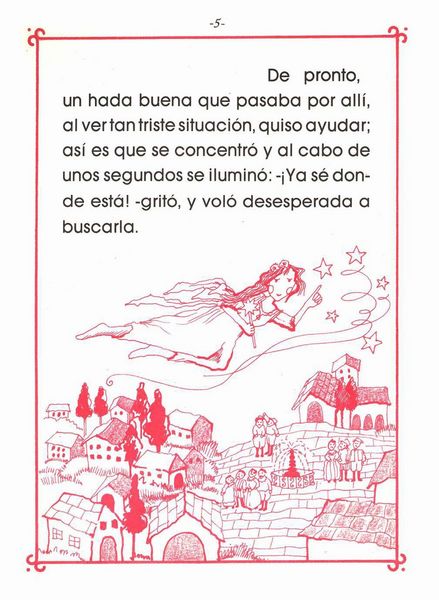 -5-
De pronto,
un hada buena que pasaba por allí,
al ver tan triste situación, quiso ayudar;
así es que se concentró y al cabo de
unos segundos se iluminó: -¡Ya sé don-
de está! -gritó, y voló desesperada a
buscarla.